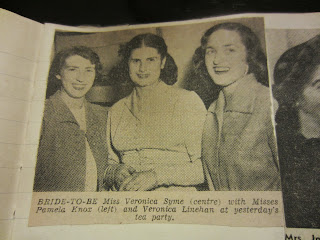 BRIDE-TO-BE Miss Veronica Syme (centre) with Misses
Pamela Knox (left) and Veronica Linehan at yesterday's
tea party.
Mrs.